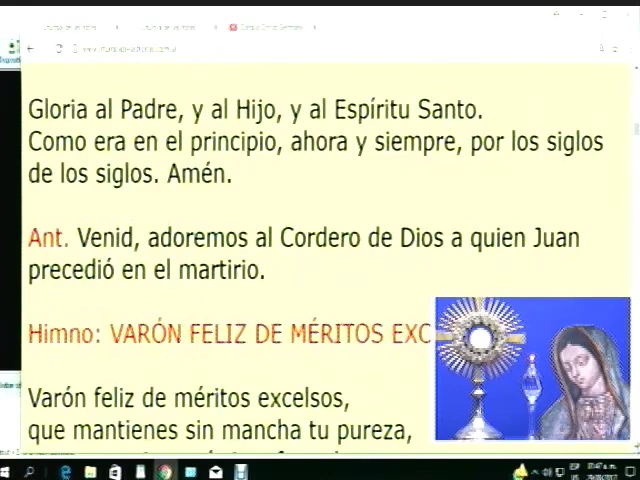 Gloria al Padre, y al Hijo, y al Espíritu Santo.
Como era en el principio, ahora y siempre, por los siglos
de los siglos. Amén.
Ant. Venid, adoremos al Cordero de Dios a quien Juan
precedió en el martirio.
Himno: VARÓN FELIZ DE MÉRITOS EXC
Varón feliz de méritos excelsos,
que mantienes sin mancha tu pureza,
ESP